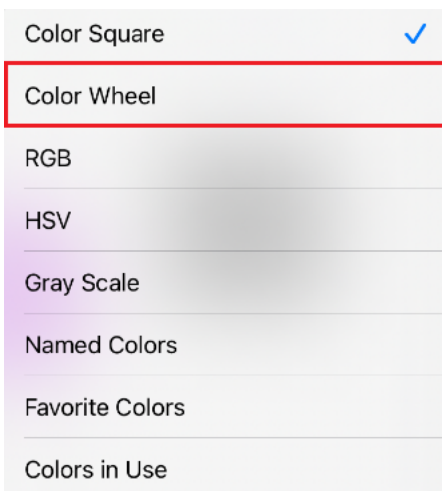 Color Square
Color Wheel
RGB
HSV
Gray Scale
Named Colors
Favorite Colors
Colors in Use